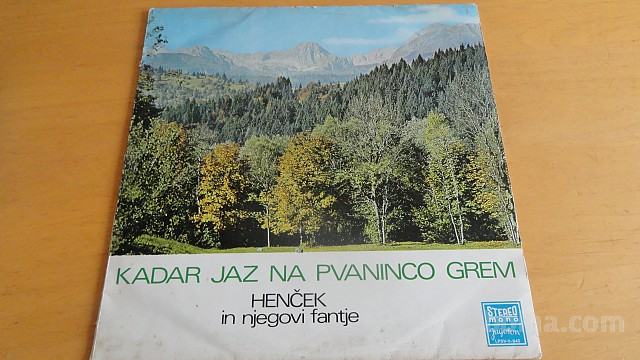 KADAR JAZ NA PVANINCO GREM
HENČEK
in njegovi fantje
STEREO
mono
Jugoton